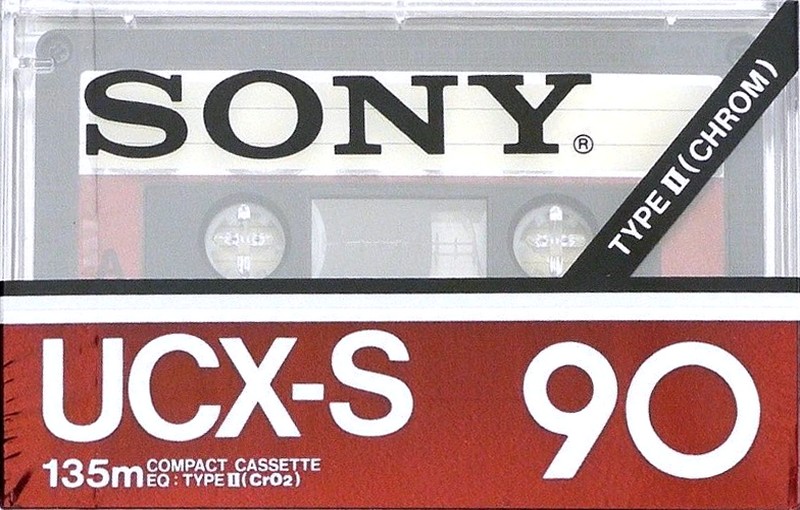 SONY®
TYPE II (CHROM)
A
UCX-S 90
135m COMPACT CASSETTE
EQ : TYPE II (CrO2)